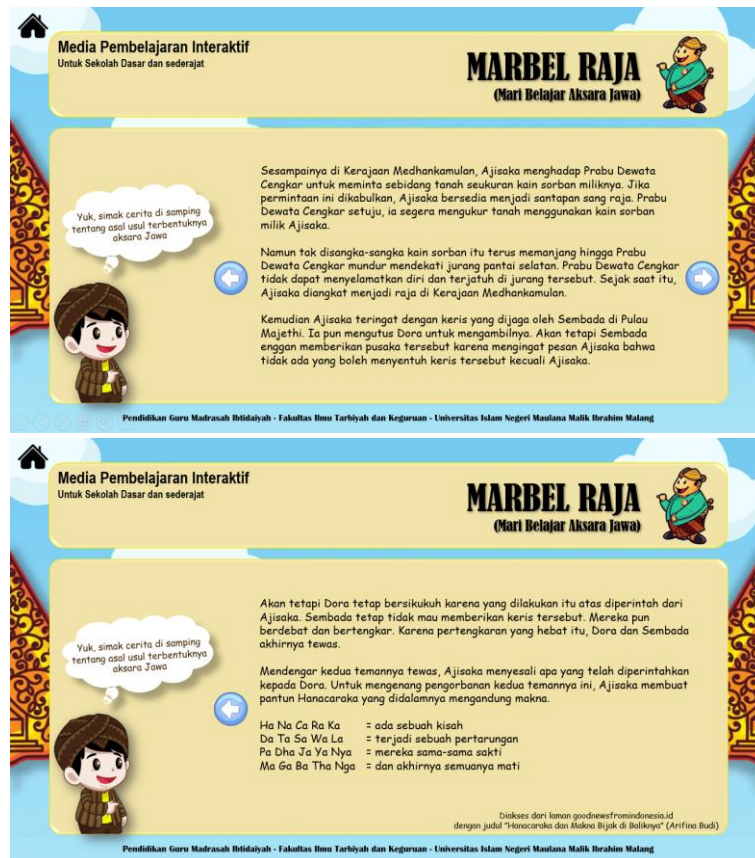 Media Pembelajaran Interaktif
Untuk Sekolah Dasar dan sederajat
MARBEL RAJA
(Mari Belajar Aksara Jawa)
Yuk, simak cerita di samping
tentang asal usul terbentuknya
aksara Jawa
Sesampainya di Kerajaan Medhankamulan, Ajisaka menghadap Prabu Dewata
Cengkar untuk meminta sebidang tanah seukuran kain sorban miliknya. Jika
permintaan ini dikabulkan, Ajisaka bersedia menjadi santapan sang raja. Prabu
Dewata Cengkar setuju, ia segera mengukur tanah menggunakan kain sorban
milik Ajisaka.
Namun tak disangka-sangka kain sorban itu terus memanjang hingga Prabu
Dewata Cengkar mundur mendekati jurang pantai selatan. Prabu Dewata Cengkar
tidak dapat menyelamatkan diri dan terjatuh di jurang tersebut. Sejak saat itu,
Ajisaka diangkat menjadi raja di Kerajaan Medhankamulan.
Kemudian Ajisaka teringat dengan keris yang dijaga oleh Sembada di Pulau
Majethi. Ia pun mengutus Dora untuk mengambilnya. Akan tetapi Sembada
enggan memberikan pusaka tersebut karena mengingat pesan Ajisaka bahwa
tidak ada yang boleh menyentuh keris tersebut kecuali Ajisaka.
Pendidikan Guru Madrasah Ibtidaiyah - Fakultas Ilmu Tarbiyah dan Keguruan - Universitas Islam Negeri Maulana Malik Ibrahim Malang
Media Pembelajaran Interaktif
Untuk Sekolah Dasar dan sederajat
MARBEL RAJA
(Mari Belajar Aksara Jawa)
Yuk, simak cerita di samping
tentang asal usul terbentuknya
aksara Jawa
Akan tetapi Dora tetap bersikukuh karena yang dilakukan itu atas diperintah dari
Ajisaka. Sembada tetap tidak mau memberikan keris tersebut. Mereka pun
berdebat dan bertengkar. Karena pertengkaran yang hebat itu, Dora dan Sembada
akhirnya tewas.
Mendengar kedua temannya tewas, Ajisaka menyesali apa yang telah diperintahkan
kepada Dora. Untuk mengenang pengorbanan kedua temannya ini, Ajisaka membuat
pantun Hanacaraka yang didalamnya mengandung makna.
Ha Na Ca Ra Ka = ada sebuah kisah
Da Ta Sa Wa La = terjadi sebuah pertarungan
Pa Dha Ja Ya Nya = mereka sama-sama sakti
Ma Ga Ba Tha Nga = dan akhirnya semuanya mati
Diakses dari laman goodnewsfromindonesia.id
dengan judul "Hanacaraka dan Makna Bijak di Baliknya" (Arifina Budi)
Pendidikan Guru Madrasah Ibtidaiyah - Fakultas Ilmu Tarbiyah dan Keguruan - Universitas Islam Negeri Maulana Malik Ibrahim Malang